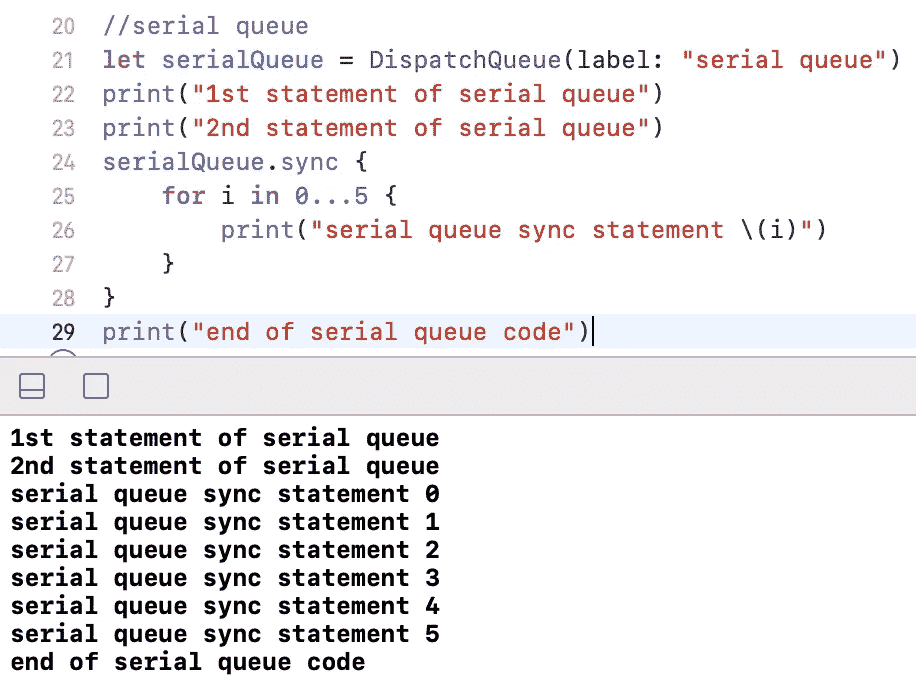 20 //serial queue
21 let serialQueue = DispatchQueue(label: "serial queue")
22 print("1st statement of serial queue")
23 print("2nd statement of serial queue")
24 serialQueue.sync {
25     for i in 0...5 {
26         print("serial queue sync statement \(i)")
27     }
28 }
29 print("end of serial queue code")
1st statement of serial queue
2nd statement of serial queue
serial queue sync statement 0
serial queue sync statement 1
serial queue sync statement 2
serial queue sync statement 3
serial queue sync statement 4
serial queue sync statement 5
end of serial queue code